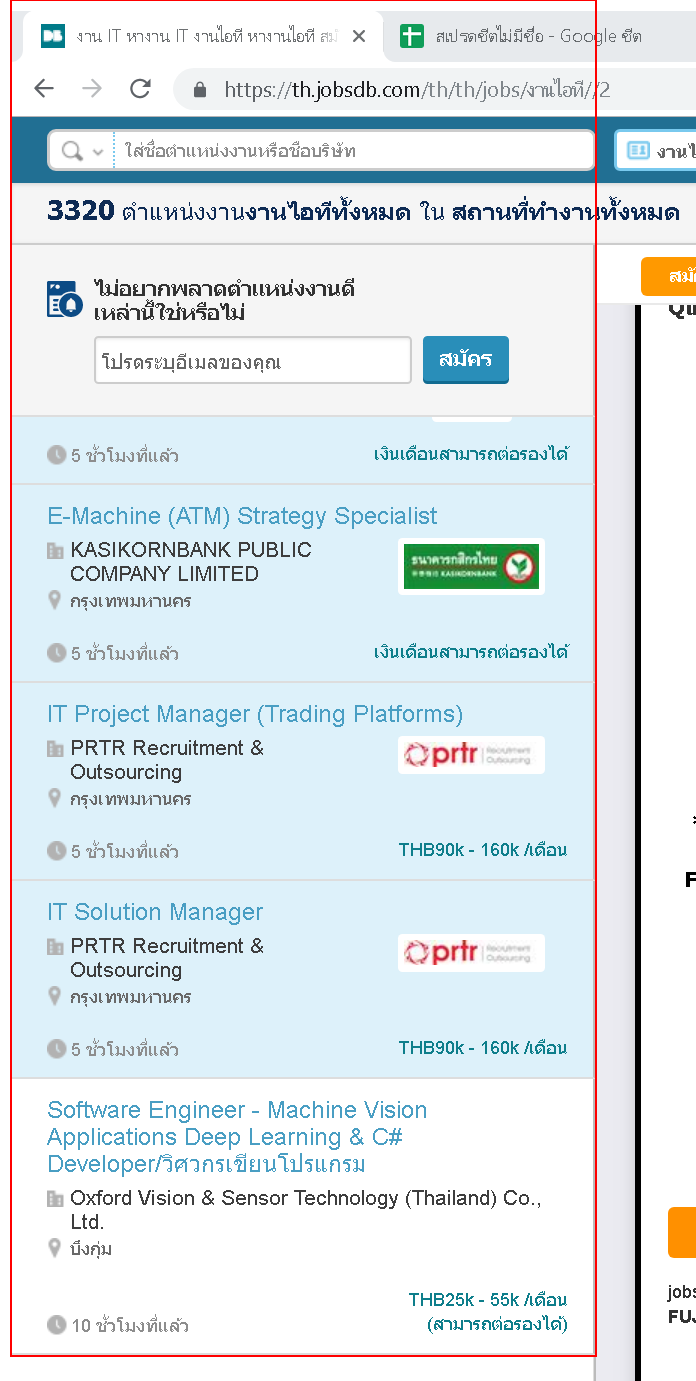 งาน IT หางาน IT งานไอที หางานไอที
สเปรดชีตไม่มีชื่อ - Google ชีต
https://th.jobsdb.com/th/th/jobs/งานไอที//2
ใส่ชื่อตำแหน่งงานหรือชื่อบริษัท
3320 ตำแหน่งงานงานไอทีทั้งหมด ใน สถานที่ทำงานทั้งหมด
ไม่อยากพลาดตำแหน่งงานดี
เหล่านี้ใช่หรือไม่
โปรดระบุอีเมลของคุณ
สมัคร
5 ชั่วโมงที่แล้ว เงินเดือนสามารถต่อรองได้
E-Machine (ATM) Strategy Specialist
KASIKORNBANK PUBLIC
COMPANY LIMITED
ธนาคารกสิกรไทย
KASIKORNBANK
กรุงเทพมหานคร
5 ชั่วโมงที่แล้ว เงินเดือนสามารถต่อรองได้
IT Project Manager (Trading Platforms)
PRTR Recruitment &
Outsourcing
prtr Recruitment
Outsourcing
กรุงเทพมหานคร
5 ชั่วโมงที่แล้ว THB90k - 160k /เดือน
IT Solution Manager
PRTR Recruitment &
Outsourcing
prtr Recruitment
Outsourcing
กรุงเทพมหานคร
5 ชั่วโมงที่แล้ว THB90k - 160k /เดือน
Software Engineer - Machine Vision
Applications Deep Learning & C#
Developer/วิศวกรเขียนโปรแกรม
Oxford Vision & Sensor Technology (Thailand) Co.,
Ltd.
บึงกุ่ม
THB25k - 55k /เดือน
10 ชั่วโมงที่แล้ว (สามารถต่อรองได้)